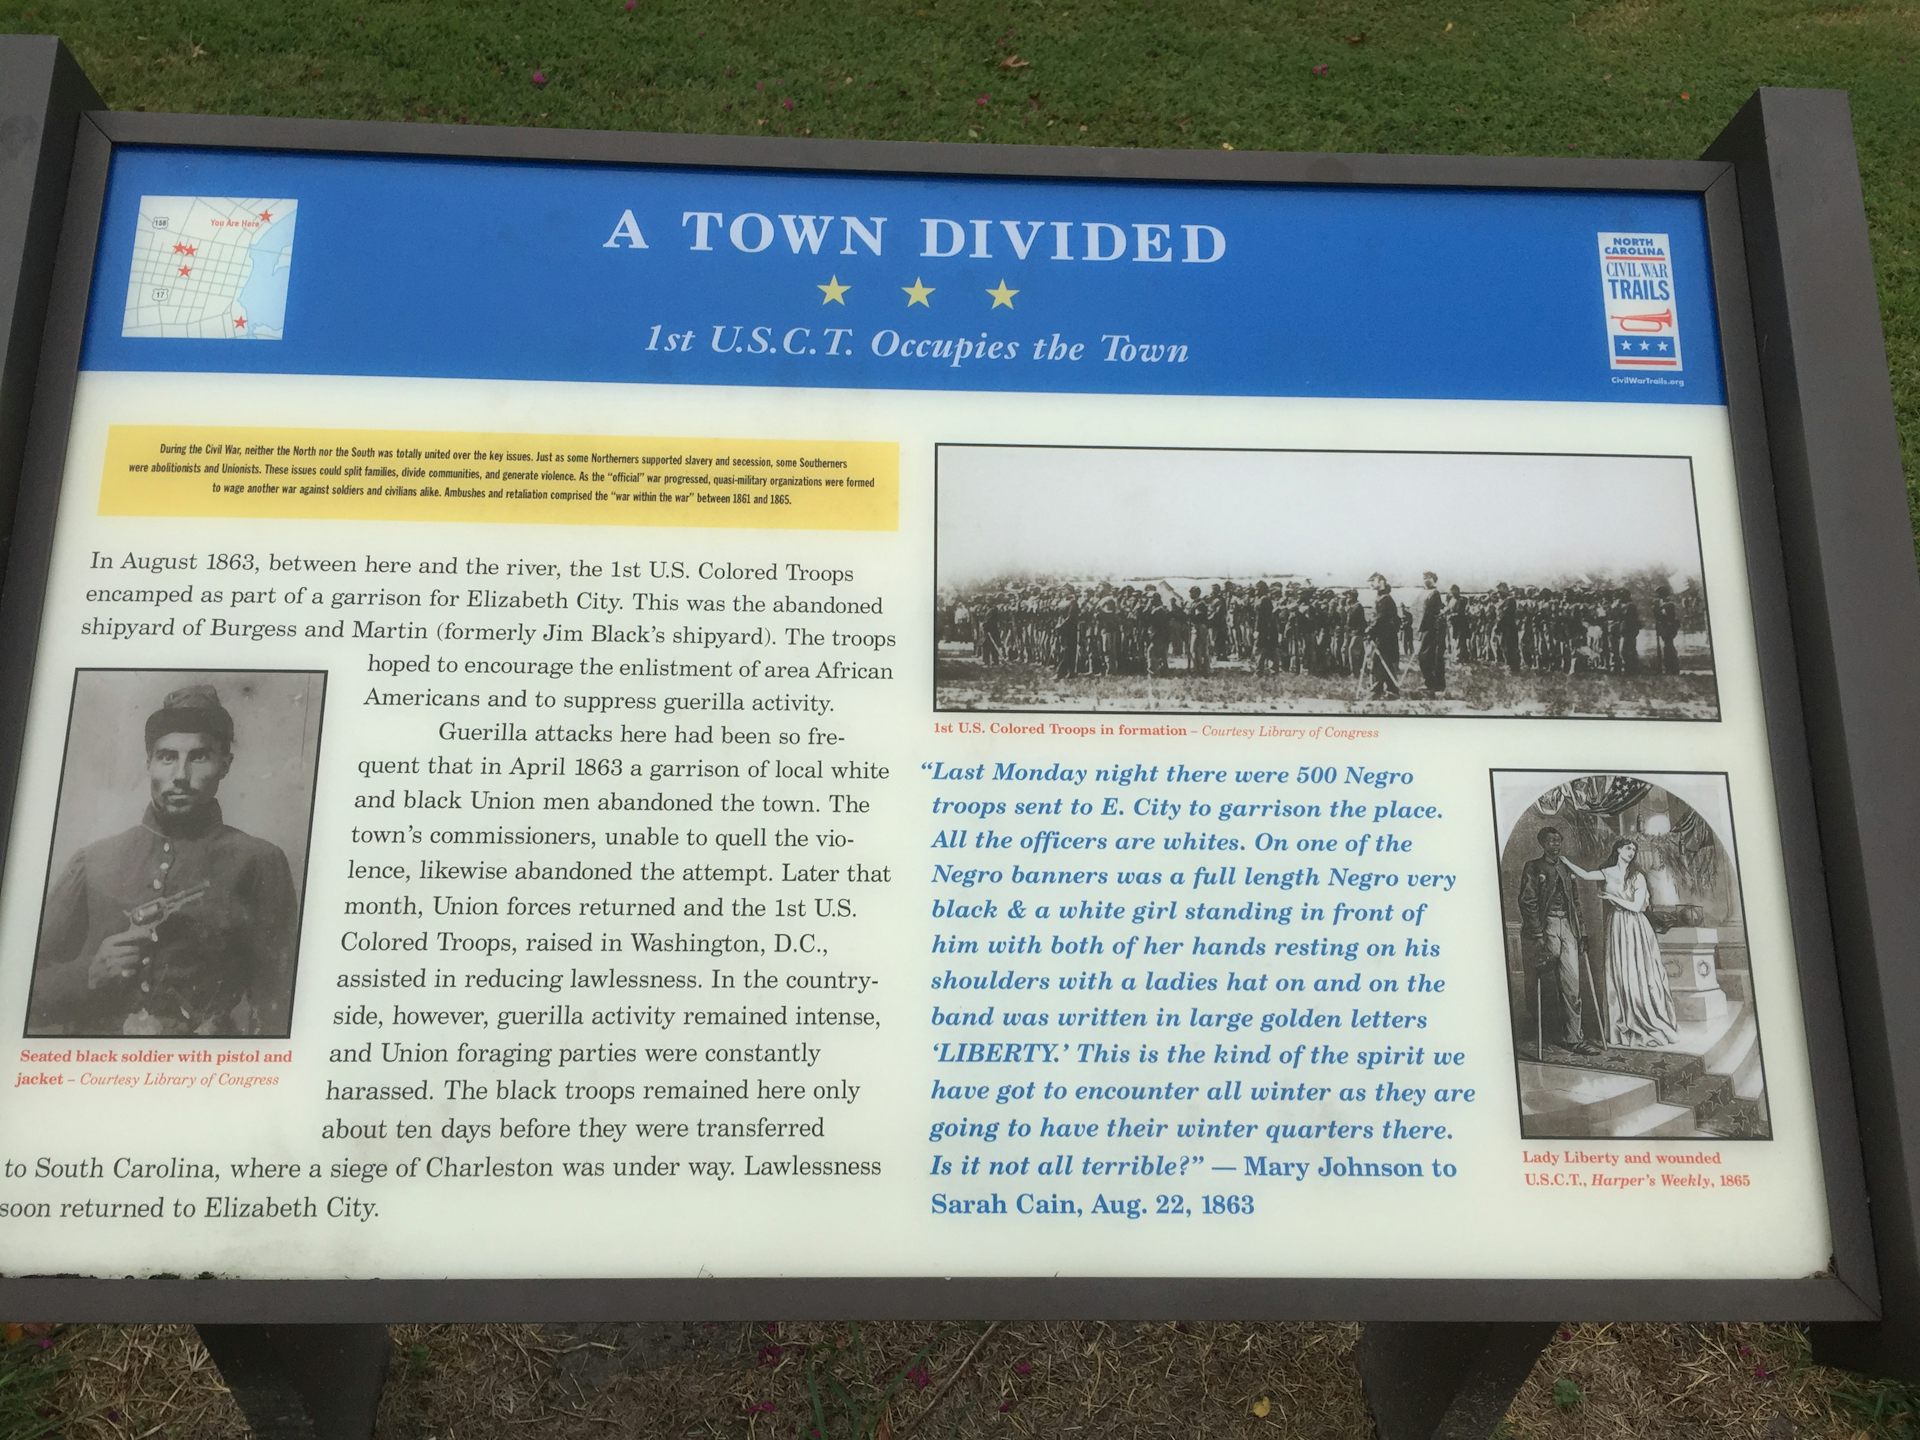 158
You Are Here
17
A TOWN DIVIDED
1st U.S.C.T. Occupies the Town
NORTH
CAROLINA
CIVIL WAR
TRAILS
CivilWarTrails.org
During the Civil War, neither the North nor the South was totally united over the key issues. Just as some Northerners supported slavery and secession, some Southerners
were abolitionists and Unionists. These issues could split families, divide communities, and generate violence. As the "official" war progressed, quasi-military organizations were formed
to wage another war against soldiers and civilians alike. Ambushes and retaliation comprised the "war within the war" between 1861 and 1865.
In August 1863, between here and the river, the 1st U.S. Colored Troops
encamped as part of a garrison for Elizabeth City. This was the abandoned
shipyard of Burgess and Martin (formerly Jim Black's shipyard). The troops
hoped to encourage the enlistment of area African
Americans and to suppress guerilla activity.
Guerilla attacks here had been so fre-
quent that in April 1863 a garrison of local white
and black Union men abandoned the town. The
town's commissioners, unable to quell the vio-
lence, likewise abandoned the attempt. Later that
month, Union forces returned and the 1st U.S.
Colored Troops, raised in Washington, D.C.,
assisted in reducing lawlessness. In the country-
side, however, guerilla activity remained intense,
and Union foraging parties were constantly
harassed. The black troops remained here only
about ten days before they were transferred
to South Carolina, where a siege of Charleston was under way. Lawlessness
soon returned to Elizabeth City.
Seated black soldier with pistol and
jacket – Courtesy Library of Congress
1st U.S. Colored Troops in formation – Courtesy Library of Congress
"Last Monday night there were 500 Negro
troops sent to E. City to garrison the place.
All the officers are whites. On one of the
Negro banners was a full length Negro very
black & a white girl standing in front of
him with both of her hands resting on his
shoulders with a ladies hat on and on the
band was written in large golden letters
'LIBERTY.' This is the kind of the spirit we
have got to encounter all winter as they are
going to have their winter quarters there.
Is it not all terrible?" — Mary Johnson to
Sarah Cain, Aug. 22, 1863
Lady Liberty and wounded
U.S.C.T., Harper's Weekly, 1865